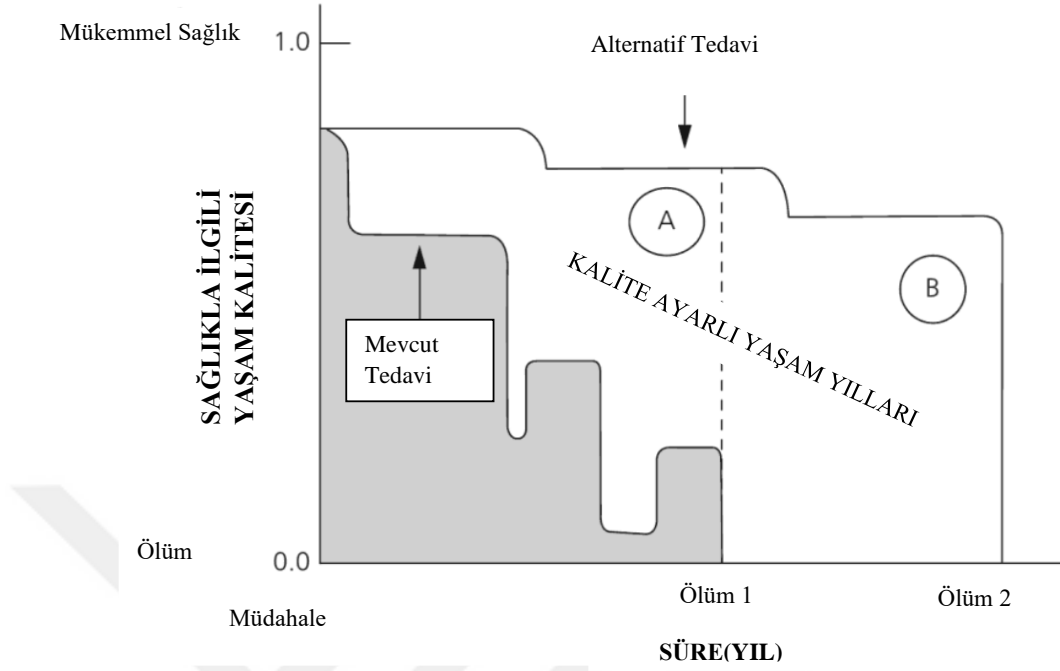 Mükemmel Sağlık
1.0
Alternatif Tedavi
SAĞLIKLA İLGİLİ
YAŞAM KALİTESİ
A
KALİTE AYARLI YAŞAM YILLARI
B
Mevcut
Tedavi
Ölüm
0.0
Ölüm 1
Ölüm 2
Müdahale
SÜRE(YIL)